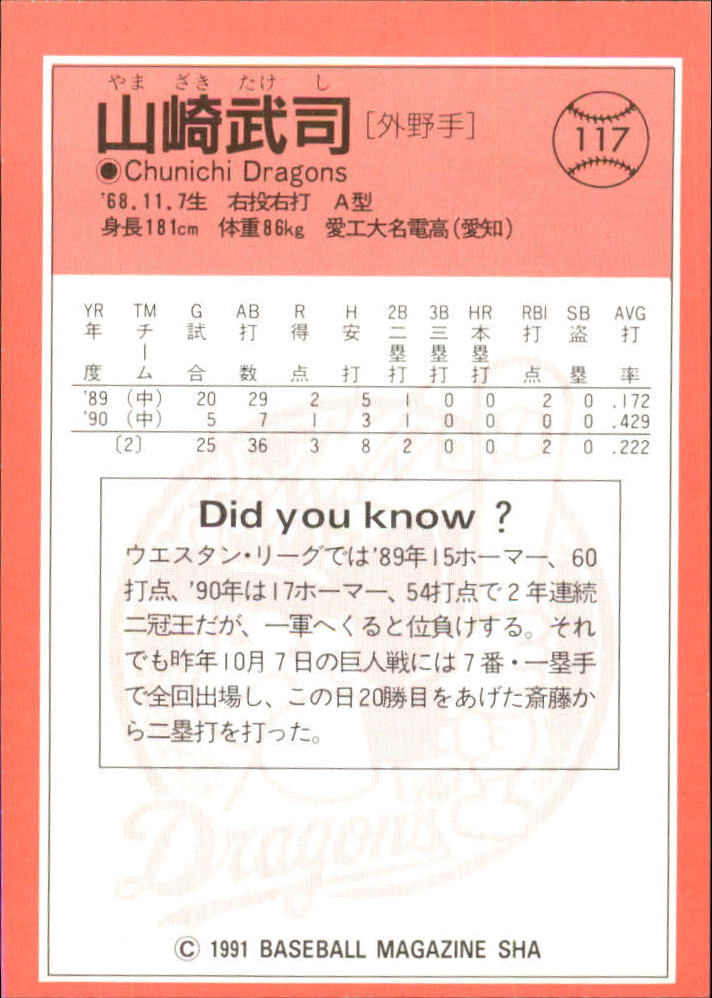 やま ざき たけ し
山崎武司[外野手] 117
●Chunichi Dragons
'68.11.7生 右投右打 A型
身長181cm 体重86kg 愛工大名電高(愛知)
YR TM G AB R H 2B 3B HR RBI SB AVG
年度 チーム 試合 打数 得点 安打 二塁打 三塁打 本塁打 打点 盗塁 打率
'89 (中) 20 29 2 5 1 0 0 2 0 .172
'90 (中) 5 7 1 3 1 0 0 0 0 .429
〔2〕 25 36 3 8 2 0 0 2 0 .222
Did you know ?
ウエスタン・リーグでは'89年15ホーマー、60
打点、'90年は17ホーマー、54打点で2年連続
二冠王だが、一軍へくると位負けする。それ
でも昨年10月7日の巨人戦には7番・一塁手
で全回出場し、この日20勝目をあげた斎藤か
ら二塁打を打った。
Dragons
© 1991 BASEBALL MAGAZINE SHA